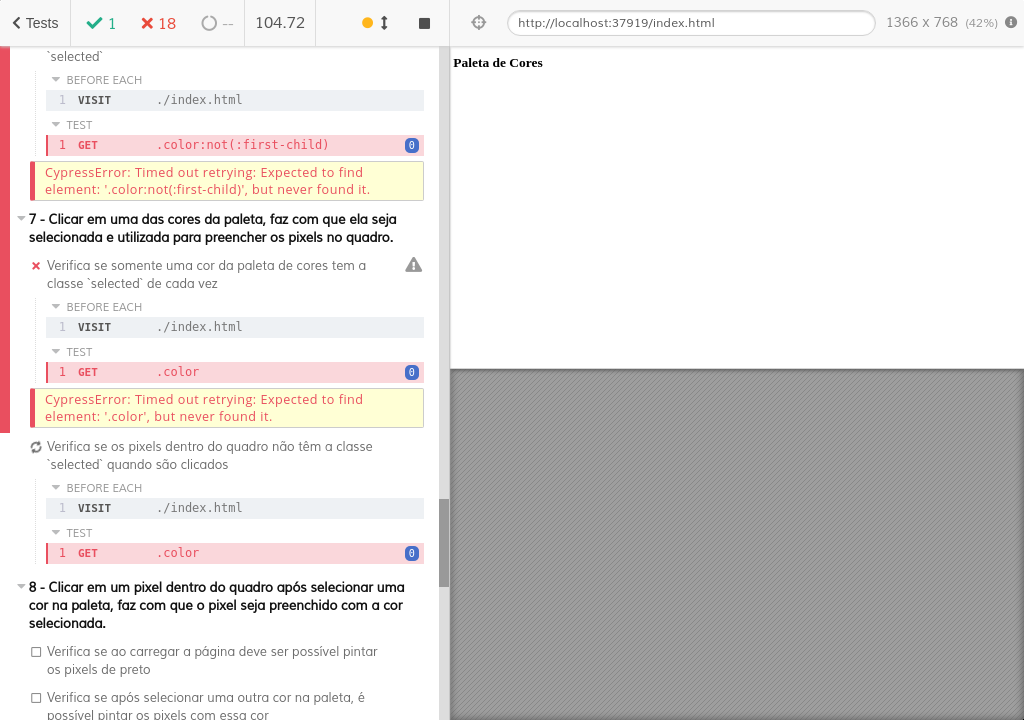 Tests 1 18 -- 104.72 http://localhost:37919/index.html 1366 x 768 (42%)
`selected`
BEFORE EACH
1 VISIT ./index.html
TEST
1 GET .color:not(:first-child) 0
CypressError: Timed out retrying: Expected to find
element: '.color:not(:first-child)', but never found it.
7 - Clicar em uma das cores da paleta, faz com que ela seja
selecionada e utilizada para preencher os pixels no quadro.
Verifica se somente uma cor da paleta de cores tem a
classe `selected` de cada vez
BEFORE EACH
1 VISIT ./index.html
TEST
1 GET .color 0
CypressError: Timed out retrying: Expected to find
element: '.color', but never found it.
Verifica se os pixels dentro do quadro não têm a classe
`selected` quando são clicados
BEFORE EACH
1 VISIT ./index.html
TEST
1 GET .color 0
8 - Clicar em um pixel dentro do quadro após selecionar uma
cor na paleta, faz com que o pixel seja preenchido com a cor
selecionada.
Verifica se ao carregar a página deve ser possível pintar
os pixels de preto
Verifica se após selecionar uma outra cor na paleta, é
possível pintar os pixels com essa cor
Paleta de Cores